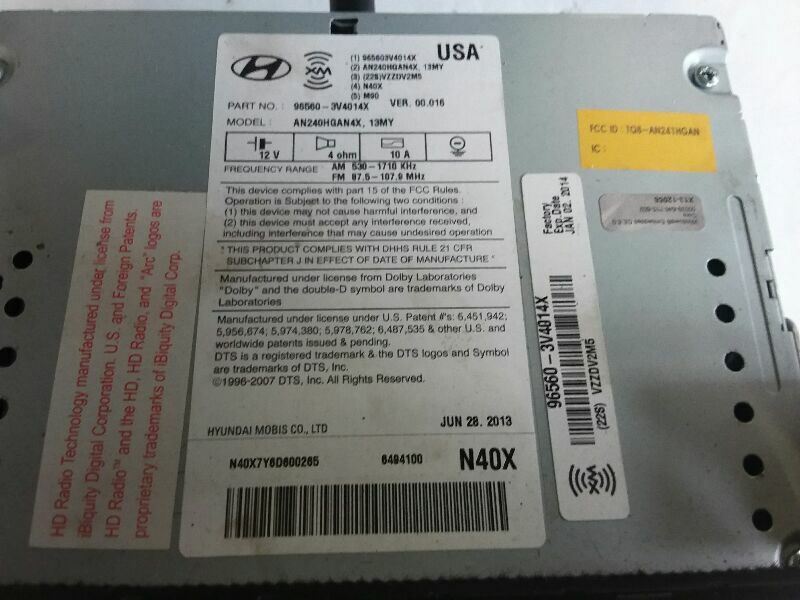 USA
(1) 965603V4014X
(2) AN240HGAN4X, 13MY
(3) (22S)VZZDV2M5
(4) N40X
(5) M90
XM
PART NO. : 96560-3V4014X VER. 00.016
MODEL : AN240HGAN4X, 13MY
12 V 4 ohm 10 A
FREQUENCY RANGE : AM 530-1710 KHz
FM 87.5-107.9 MHz
This device complies with part 15 of the FCC Rules.
Operation is Subject to the following two conditions :
(1) this device may not cause harmful interference, and
(2) this device must accept any interference received,
including interference that may cause undesired operation
" THIS PRODUCT COMPLIES WITH DHHS RULE 21 CFR
SUBCHAPTER J IN EFFECT OF DATE OF MANUFACTURE "
Manufactured under license from Dolby Laboratories
"Dolby" and the double-D symbol are trademarks of Dolby
Laboratories
Manufactured under license under U.S. Patent #'s: 5,451,942;
5,956,674; 5,974,380; 5,978,762; 6,487,535 & other U.S. and
worldwide patents issued & pending.
DTS is a registered trademark & the DTS logos and Symbol
are trademarks of DTS, Inc.
©1996-2007 DTS, Inc. All Rights Reserved.
JUN 28. 2013
HYUNDAI MOBIS CO., LTD
N40X7Y6D600265 6494100 N40X
HD Radio Technology manufactured under license from
iBiquity Digital Corporation. U.S. and Foreign Patents.
HD Radio™ and the HD, HD Radio, and "Arc" logos are
proprietary trademarks of iBiquity Digital Corp.
FCC ID : TQ8-AN241HGAN
IC :
X13-12066
Factory
Exp Date
JAN 02. 2014
96560-3V4014X
(22S) VZZDV2M5
XM